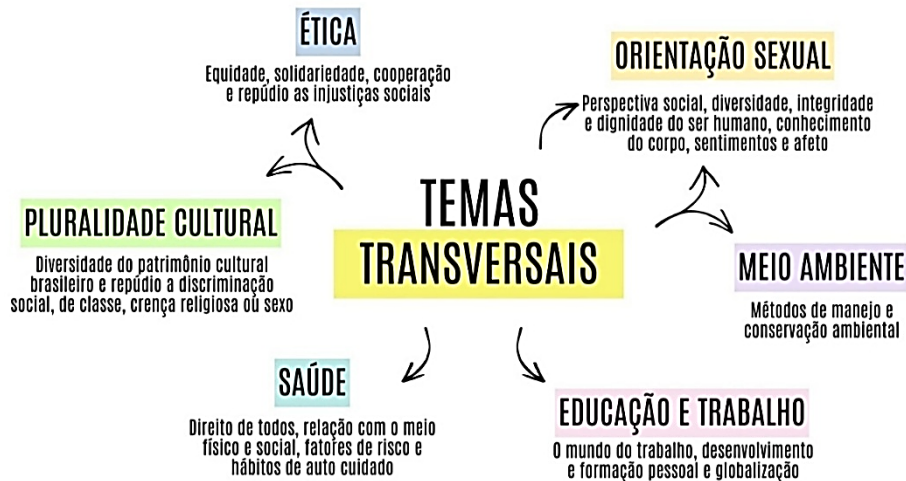 ÉTICA
Equidade, solidariedade, cooperação
e repúdio as injustiças sociais
ORIENTAÇÃO SEXUAL
Perspectiva social, diversidade, integridade
e dignidade do ser humano, conhecimento
do corpo, sentimentos e afeto
TEMAS
TRANSVERSAIS
PLURALIDADE CULTURAL
Diversidade do patrimônio cultural
brasileiro e repúdio a discriminação
social, de classe, crença religiosa ou sexo
MEIO AMBIENTE
Métodos de manejo e
conservação ambiental
SAÚDE
Direito de todos, relação com o meio
físico e social, fatores de risco e
hábitos de auto cuidado
EDUCAÇÃO E TRABALHO
O mundo do trabalho, desenvolvimento
e formação pessoal e globalização